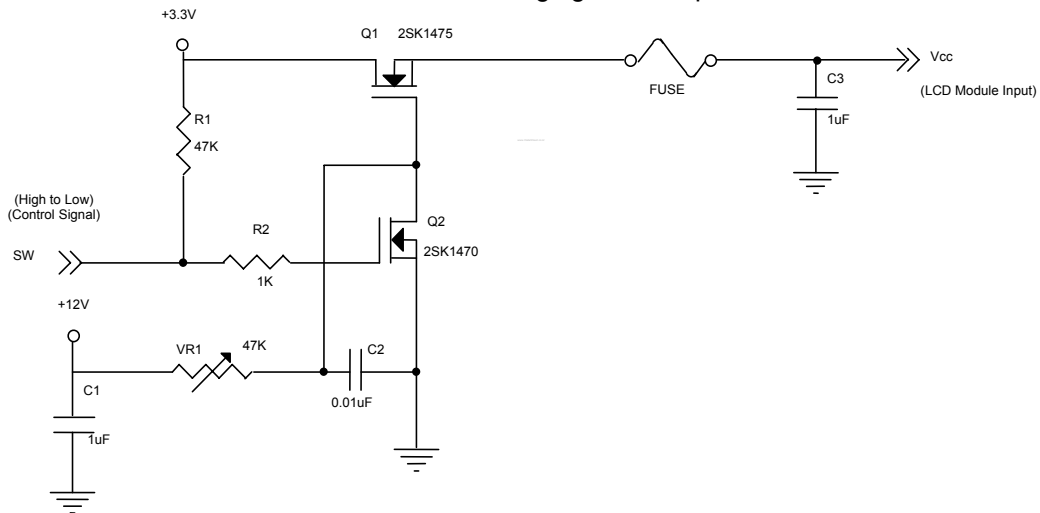 +3.3V
Q1 2SK1475
FUSE
Vcc
(LCD Module Input)
C3
1uF
R1
47K
(High to Low)
(Control Signal)
SW
R2
1K
Q2
2SK1470
+12V
VR1 47K
C1
1uF
C2
0.01uF